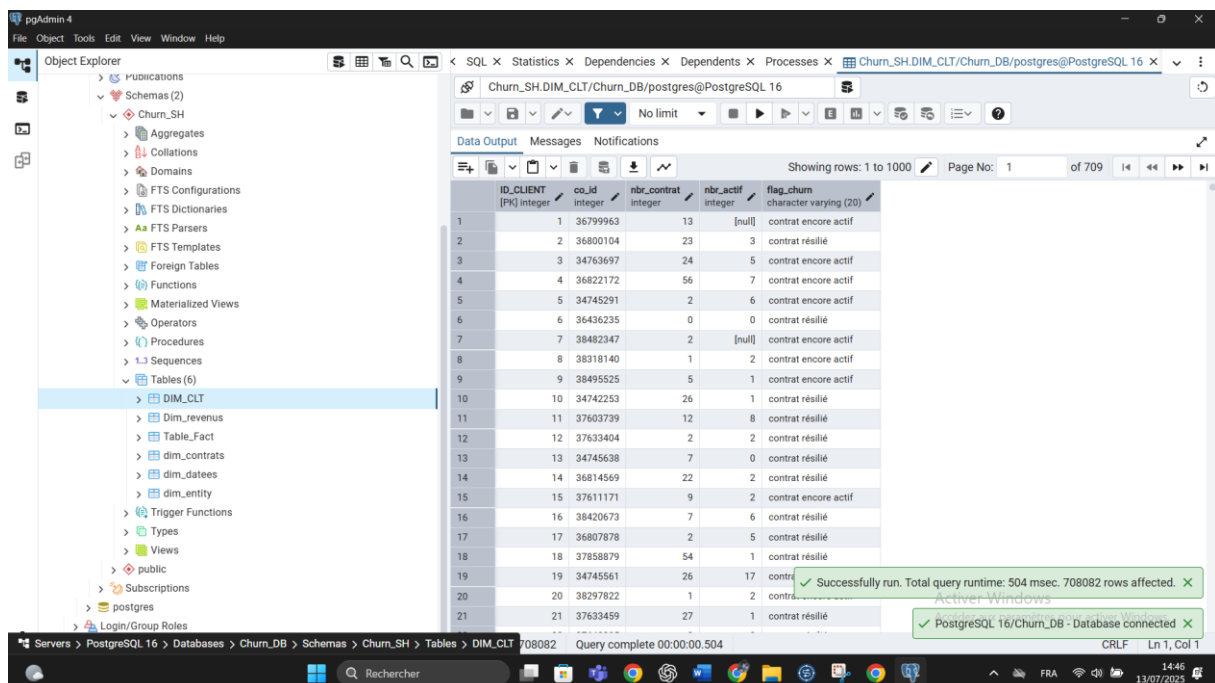 pgAdmin 4
File Object Tools Edit View Window Help
Object Explorer
SQL Statistics Dependencies Dependents Processes Churn_SH.DIM_CLT/Churn_DB/postgres@PostgreSQL 16
Publications
Schemas (2)
Churn_SH
Aggregates
Collations
Domains
FTS Configurations
FTS Dictionaries
Aa FTS Parsers
FTS Templates
Foreign Tables
Functions
Materialized Views
Operators
Procedures
1..3 Sequences
Tables (6)
DIM_CLT
Dim_revenus
Table_Fact
dim_contrats
dim_datees
dim_entity
Trigger Functions
Types
Views
public
Subscriptions
postgres
Login/Group Roles
Churn_SH.DIM_CLT/Churn_DB/postgres@PostgreSQL 16
No limit
Data Output Messages Notifications
Showing rows: 1 to 1000 Page No: 1 of 709
ID_CLIENT co_id nbr_contrat nbr_actif flag_churn
[PK] integer integer integer integer character varying (20)
1 1 36799963 13 [null] contrat encore actif
2 2 36800104 23 3 contrat résilié
3 3 34763697 24 5 contrat encore actif
4 4 36822172 56 7 contrat encore actif
5 5 34745291 2 6 contrat encore actif
6 6 36436235 0 0 contrat résilié
7 7 38482347 2 [null] contrat encore actif
8 8 38318140 1 2 contrat encore actif
9 9 38495525 5 1 contrat encore actif
10 10 34742253 26 1 contrat résilié
11 11 37603739 12 8 contrat résilié
12 12 37633404 2 2 contrat résilié
13 13 34745638 7 0 contrat résilié
14 14 36814569 22 2 contrat résilié
15 15 37611171 9 2 contrat encore actif
16 16 38420673 7 6 contrat résilié
17 17 36807878 2 5 contrat résilié
18 18 37858879 54 1 contrat résilié
19 19 34745561 26 17
20 20 38297822 1 2
21 21 37633459 27 1 contrat résilié
Successfully run. Total query runtime: 504 msec. 708082 rows affected.
Activer Windows
PostgreSQL 16/Churn_DB - Database connected
Servers > PostgreSQL 16 > Databases > Churn_DB > Schemas > Churn_SH > Tables > DIM_CLT
708082 Query complete 00:00:00.504 CRLF Ln 1, Col 1
Rechercher
FRA
14:46
13/07/2025